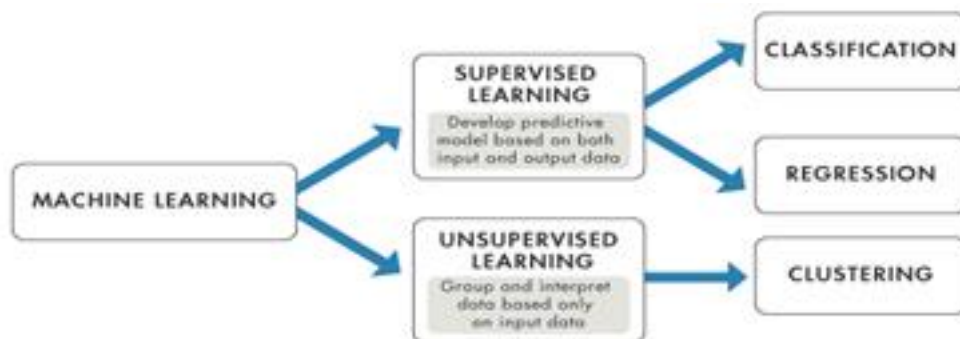 MACHINE LEARNING
SUPERVISED
LEARNING
Develop predictive
model based on both
input and output data
UNSUPERVISED
LEARNING
Group and interpret
data based only
on input data
CLASSIFICATION
REGRESSION
CLUSTERING